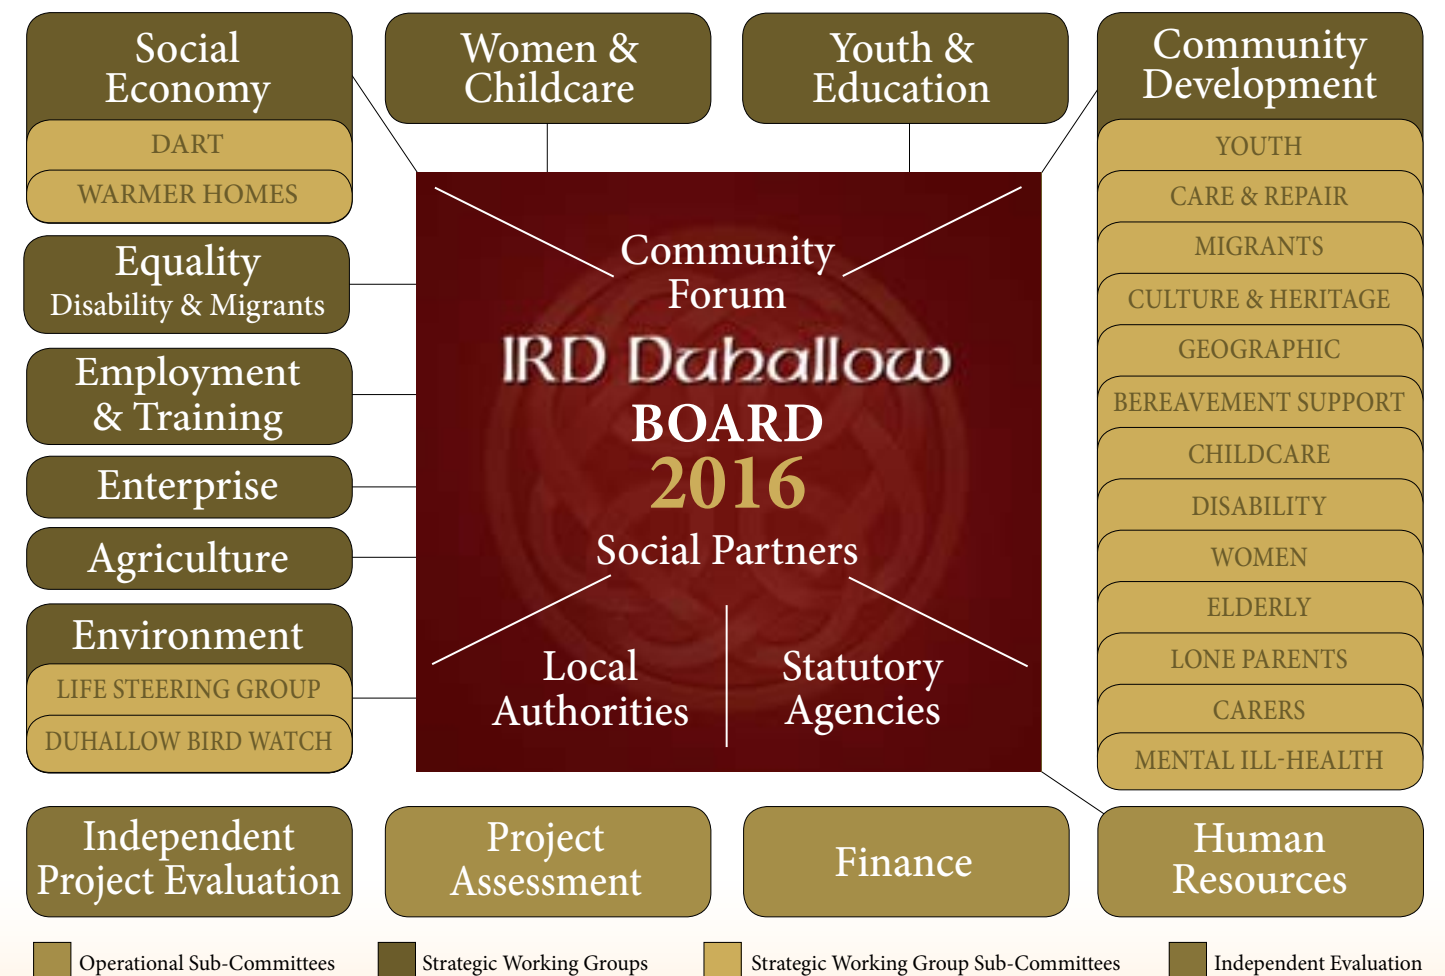 Social
Economy
DART
WARMER HOMES
Women &
Childcare
Youth &
Education
Community
Development
YOUTH
CARE & REPAIR
MIGRANTS
CULTURE & HERITAGE
GEOGRAPHIC
BEREAVEMENT SUPPORT
CHILDCARE
DISABILITY
WOMEN
ELDERLY
LONE PARENTS
CARERS
MENTAL ILL-HEALTH
Equality
Disability & Migrants
Employment
& Training
Enterprise
Agriculture
Environment
LIFE STEERING GROUP
DUHALLOW BIRD WATCH
Community
Forum
IRD Duhallow
BOARD
2016
Social Partners
Local
Authorities
Statutory
Agencies
Independent
Project Evaluation
Project
Assessment
Finance
Human
Resources
Operational Sub-Committees
Strategic Working Groups
Strategic Working Group Sub-Committees
Independent Evaluation